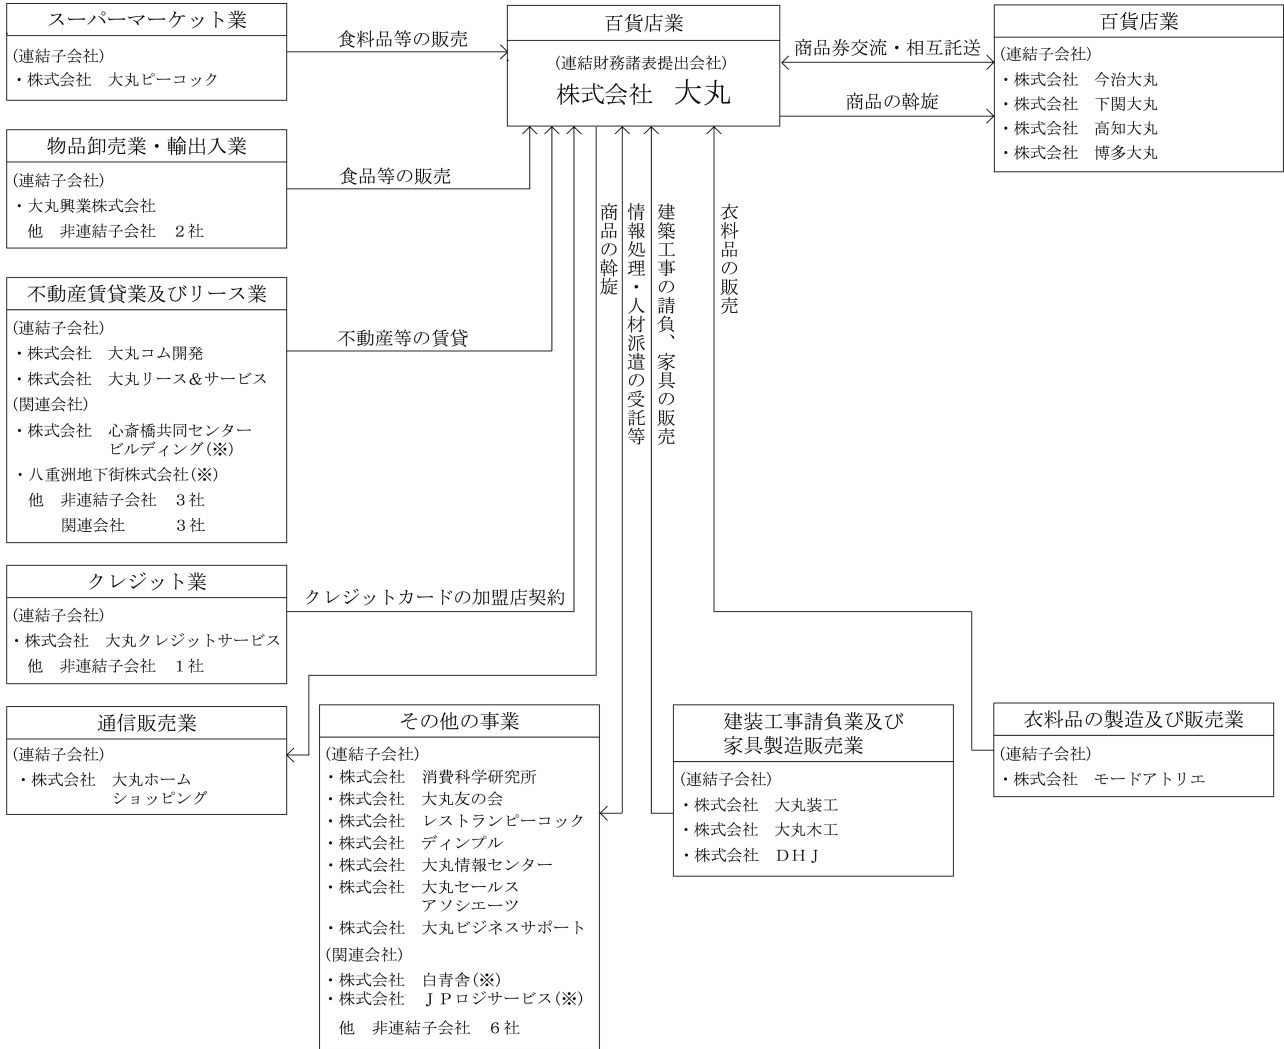 スーパーマーケット業
(連結子会社)
・株式会社　大丸ピーコック
食料品等の販売
百貨店業
(連結財務諸表提出会社)
株式会社　大丸
商品券交流・相互託送
商品の斡旋
百貨店業
(連結子会社)
・株式会社　今治大丸
・株式会社　下関大丸
・株式会社　高知大丸
・株式会社　博多大丸
物品卸売業・輸出入業
(連結子会社)
・大丸興業株式会社
他　非連結子会社　２社
食品等の販売
商品の斡旋
情報処理・人材派遣の受託等
建築工事の請負、家具の販売
衣料品の販売
不動産賃貸業及びリース業
(連結子会社)
・株式会社　大丸コム開発
・株式会社　大丸リース＆サービス
(関連会社)
・株式会社　心斎橋共同センター
ビルディング(※)
・八重洲地下街株式会社(※)
他　非連結子会社　３社
関連会社　３社
不動産等の賃貸
クレジット業
(連結子会社)
・株式会社　大丸クレジットサービス
他　非連結子会社　１社
クレジットカードの加盟店契約
通信販売業
(連結子会社)
・株式会社　大丸ホーム
ショッピング
その他の事業
(連結子会社)
・株式会社　消費科学研究所
・株式会社　大丸友の会
・株式会社　レストランピーコック
・株式会社　ディンプル
・株式会社　大丸情報センター
・株式会社　大丸セールス
アソシエーツ
・株式会社　大丸ビジネスサポート
(関連会社)
・株式会社　白青舎(※)
・株式会社　ＪＰロジサービス(※)
他　非連結子会社　６社
建装工事請負業及び
家具製造販売業
(連結子会社)
・株式会社　大丸装工
・株式会社　大丸木工
・株式会社　ＤＨＪ
衣料品の製造及び販売業
(連結子会社)
・株式会社　モードアトリエ